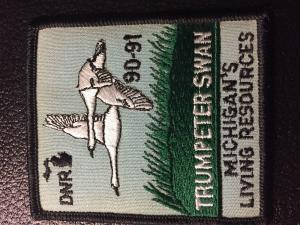 DNR
90-91
TRUMPETER SWAN
MICHIGAN'S
LIVING RESOURCES